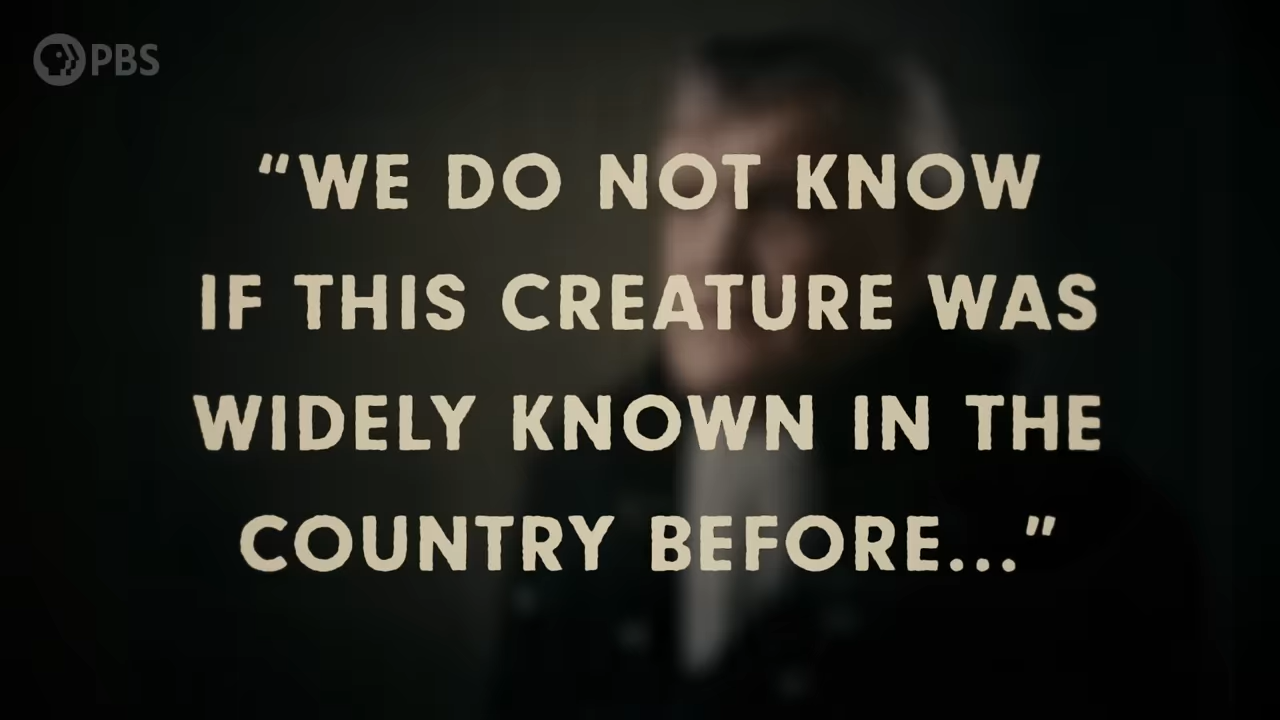 PBS
“WE DO NOT KNOW
IF THIS CREATURE WAS
WIDELY KNOWN IN THE
COUNTRY BEFORE...”